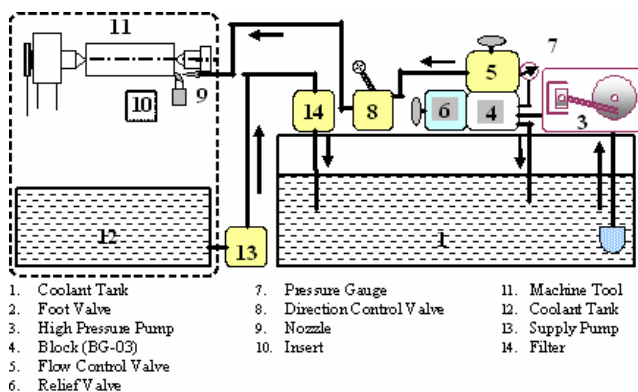 11
7
5
9
10
14
8
6
4
3
12
13
1
1. Coolant Tank
2. Foot Valve
3. High Pressure Pump
4. Block (BG-03)
5. Flow Control Valve
6. Relief Valve
7. Pressure Gauge
8. Direction Control Valve
9. Nozzle
10. Insert
11. Machine Tool
12. Coolant Tank
13. Supply Pump
14. Filter